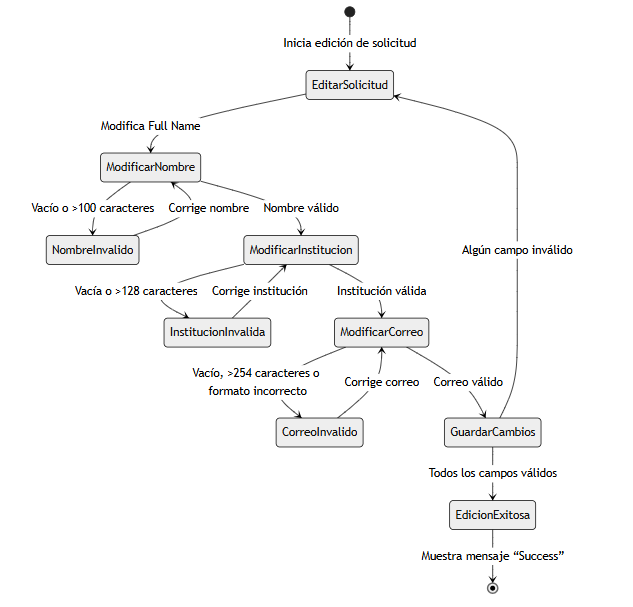 Inicia edición de solicitud
EditarSolicitud
Modifica Full Name
ModificarNombre
Vacío o >100 caracteres
Corrige nombre
Nombre válido
NombreInvalido
ModificarInstitucion
Algún campo inválido
Vacía o >128 caracteres
Corrige institución
Institución válida
InstitucionInvalida
ModificarCorreo
Vacío, >254 caracteres o
formato incorrecto
Corrige correo
Correo válido
CorreoInvalido
GuardarCambios
Todos los campos válidos
EdicionExitosa
Muestra mensaje “Success”